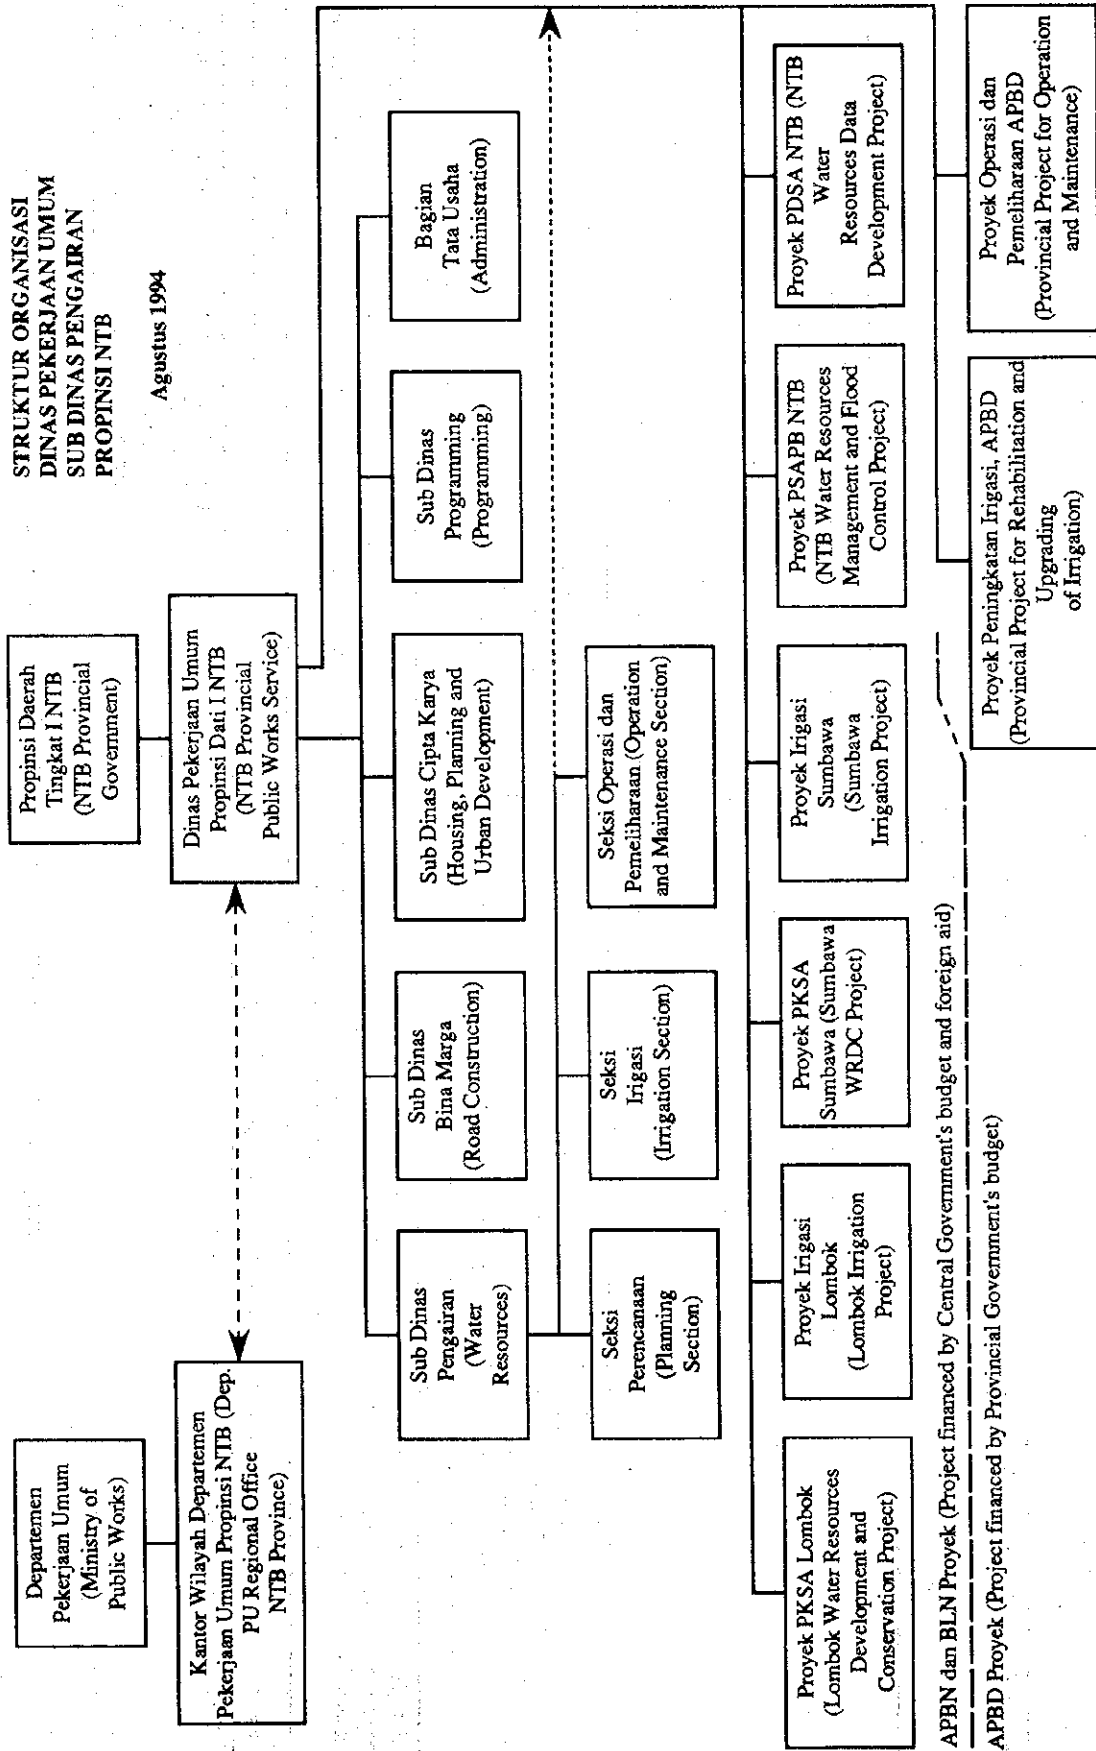 STRUKTUR ORGANISASI
DINAS PEKERJAAN UMUM
SUB DINAS PENGAIRAN
PROPINSI NTB
Agustus 1994
Departemen
Pekerjaan Umum
(Ministry of
Public Works)
Propinsi Daerah
Tingkat I NTB
(NTB Provincial
Government)
Kantor Wilayah Departemen
Pekerjaan Umum Propinsi NTB (Dep.
PU Regional Office
NTB Province)
Dinas Pekerjaan Umum
Propinsi Dati I NTB
(NTB Provincial
Public Works Service)
Sub Dinas
Pengairan
(Water
Resources)
Sub Dinas
Bina Marga
(Road Construction)
Sub Dinas Cipta Karya
(Housing, Planning and
Urban Development)
Sub Dinas
Programming
(Programming)
Bagian
Tata Usaha
(Administration)
Seksi
Perencanaan
(Planning
Section)
Seksi
Irigasi
(Irrigation Section)
Seksi Operasi dan
Pemeliharaan (Operation
and Maintenance Section)
Proyek PKSA Lombok
(Lombok Water Resources
Development and
Conservation Project)
Proyek Irigasi
Lombok
(Lombok Irrigation
Project)
Proyek PKSA
Sumbawa (Sumbawa
WRDC Project)
Proyek Irigasi
Sumbawa
(Sumbawa
Irrigation Project)
Proyek PSAPB NTB
(NTB Water Resources
Management and Flood
Control Project)
Proyek PDSA NTB (NTB
Water
Resources Data
Development Project)
APBN dan BLN Proyek (Project financed by Central Government's budget and foreign aid)
APBD Proyek (Project financed by Provincial Government's budget)
Proyek Peningkatan Irigasi, APBD
(Provincial Project for Rehabilitation and
Upgrading
of Irrigation)
Proyek Operasi dan
Pemeliharaan APBD
(Provincial Project for Operation
and Maintenance)